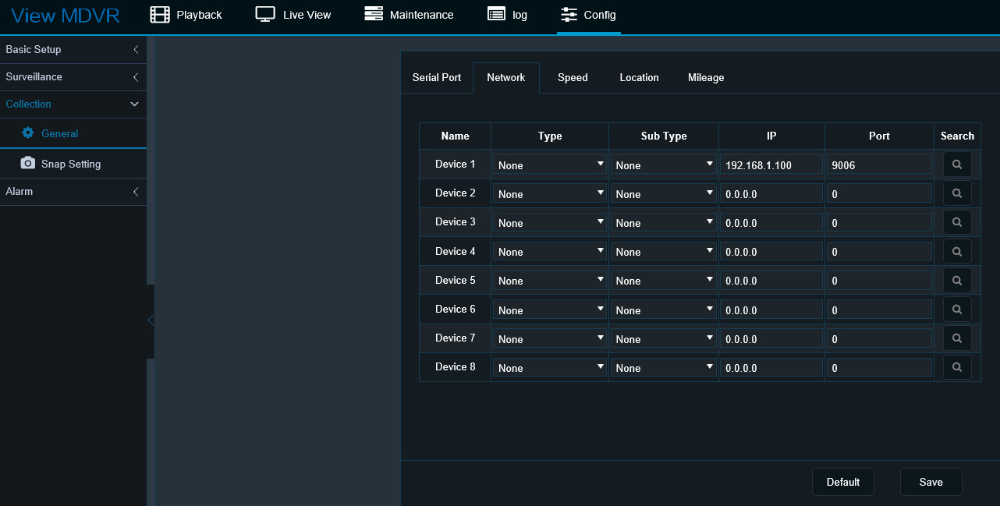 View MDVR Playback Live View Maintenance log Config
Basic Setup
Surveillance
Collection
General
Snap Setting
Alarm
Serial Port Network Speed Location Mileage
Name Type Sub Type IP Port Search
Device 1 None None 192.168.1.100 9006
Device 2 None None 0.0.0.0 0
Device 3 None None 0.0.0.0 0
Device 4 None None 0.0.0.0 0
Device 5 None None 0.0.0.0 0
Device 6 None None 0.0.0.0 0
Device 7 None None 0.0.0.0 0
Device 8 None None 0.0.0.0 0
Default Save